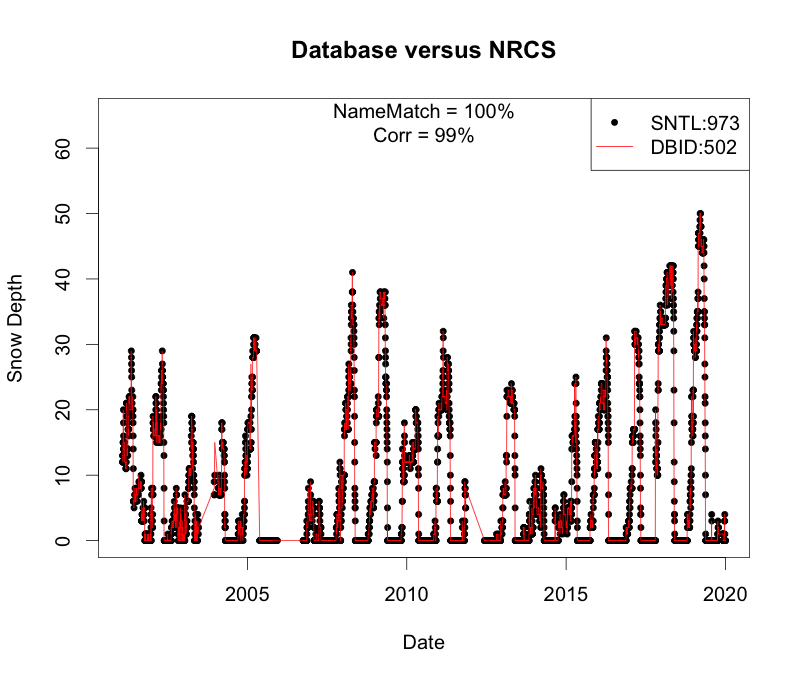 Database versus NRCS
NameMatch = 100%
Corr = 99%
SNTL:973
DBID:502
60
50
40
30
20
10
0
Snow Depth
2005
2010
2015
2020
Date